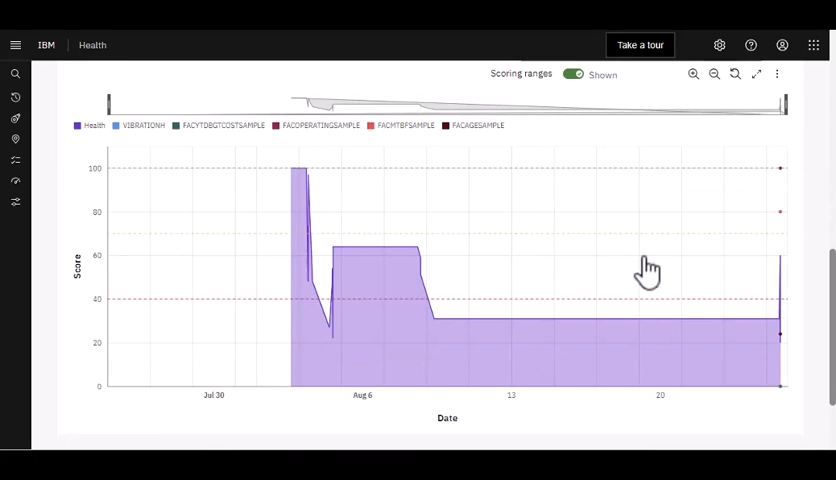 IBM Health Take a tour
Scoring ranges Shown
Health VIBRATIONH FACYTDBGTCOSTSAMPLE FACOPERATINGSAMPLE FACMTBFSAMPLE FACAGESAMPLE
100
80
60
Score
40
20
0
Jul 30 Aug 6 13 20
Date